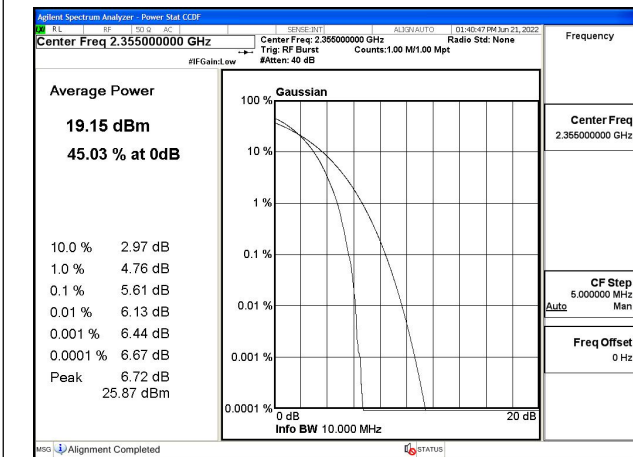 Agilent Spectrum Analyzer - Power Stat CCDF
RL RF 50 Ω AC SENSE:INT ALIGN AUTO 01:40:47 PM Jun 21, 2022
Center Freq 2.355000000 GHz
Center Freq: 2.355000000 GHz Radio Std: None
Trig: RF Burst Counts:1.00 M/1.00 Mpt
#IFGain:Low #Atten: 40 dB
Frequency
Average Power
19.15 dBm
45.03 % at 0dB
10.0 % 2.97 dB
1.0 % 4.76 dB
0.1 % 5.61 dB
0.01 % 6.13 dB
0.001 % 6.44 dB
0.0001 % 6.67 dB
Peak 6.72 dB
25.87 dBm
Gaussian
100 %
10 %
1 %
0.1 %
0.01 %
0.001 %
0.0001 %
0 dB 20 dB
Info BW 10.000 MHz
Center Freq
2.355000000 GHz
CF Step
5.000000 MHz
Auto Man
Freq Offset
0 Hz
MSG Alignment Completed STATUS